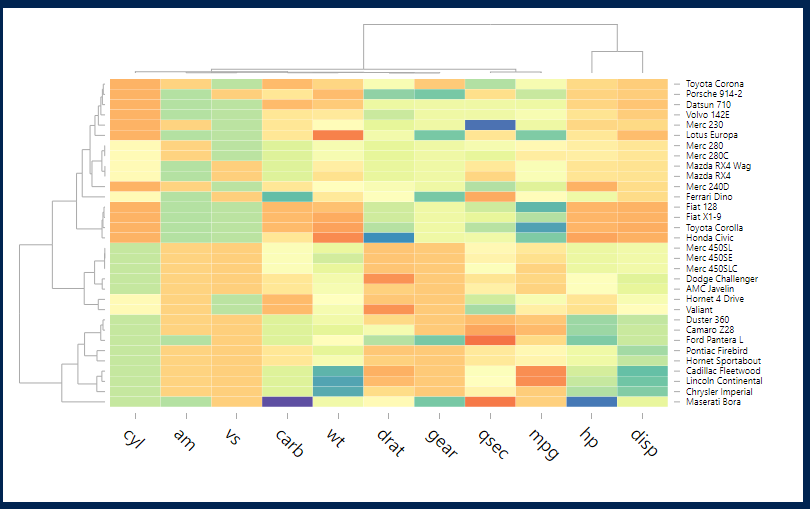 Toyota Corona
Porsche 914-2
Datsun 710
Volvo 142E
Merc 230
Lotus Europa
Merc 280
Merc 280C
Mazda RX4 Wag
Mazda RX4
Merc 240D
Ferrari Dino
Fiat 128
Fiat X1-9
Toyota Corolla
Honda Civic
Merc 450SL
Merc 450SE
Merc 450SLC
Dodge Challenger
AMC Javelin
Hornet 4 Drive
Valiant
Duster 360
Camaro Z28
Ford Pantera L
Pontiac Firebird
Hornet Sportabout
Cadillac Fleetwood
Lincoln Continental
Chrysler Imperial
Maserati Bora
cyl
am
vs
carb
wt
drat
gear
qsec
mpg
hp
disp